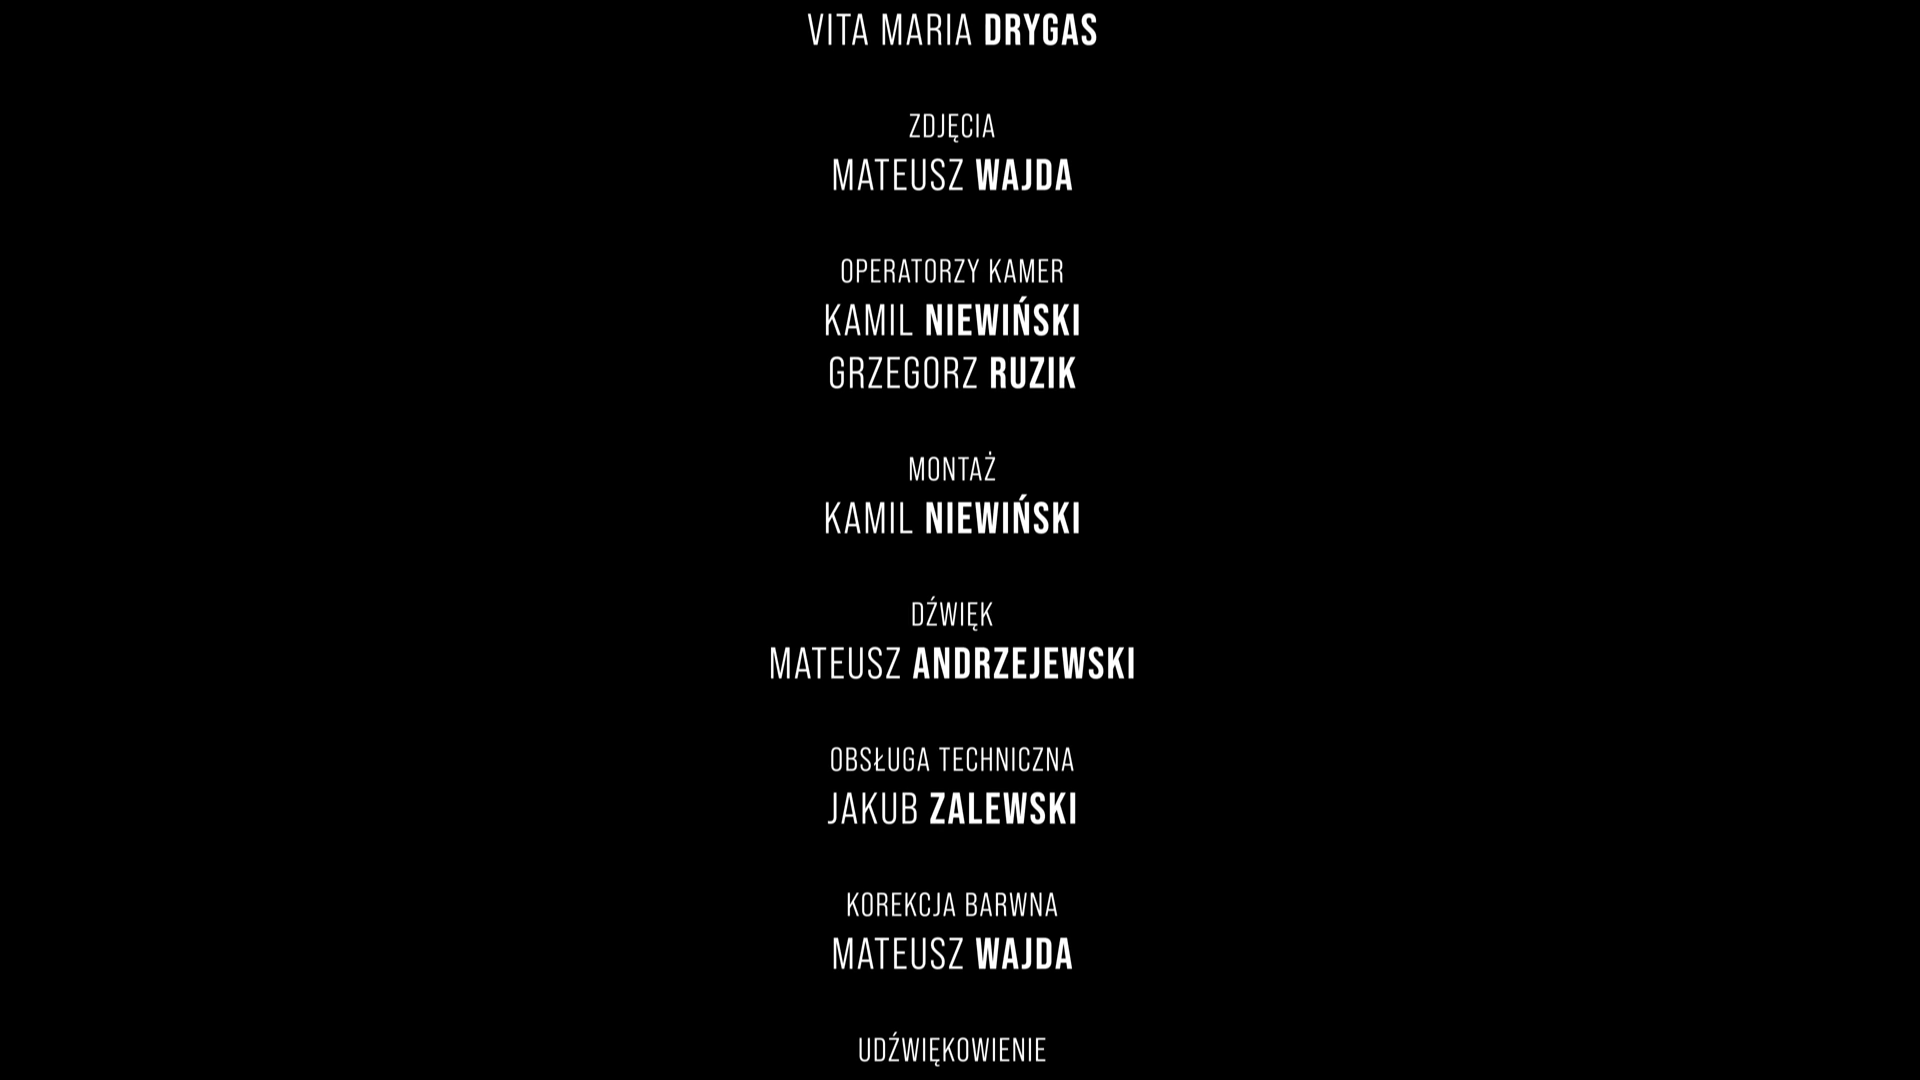 VITA MARIA DRYGAS
ZDJĘCIA
MATEUSZ WAJDA
OPERATORZY KAMER
KAMIL NIEWIŃSKI
GRZEGORZ RUZIK
MONTAŻ
KAMIL NIEWIŃSKI
DŹWIĘK
MATEUSZ ANDRZEJEWSKI
OBSŁUGA TECHNICZNA
JAKUB ZALEWSKI
KOREKCJA BARWNA
MATEUSZ WAJDA
UDŹWIĘKOWIENIE